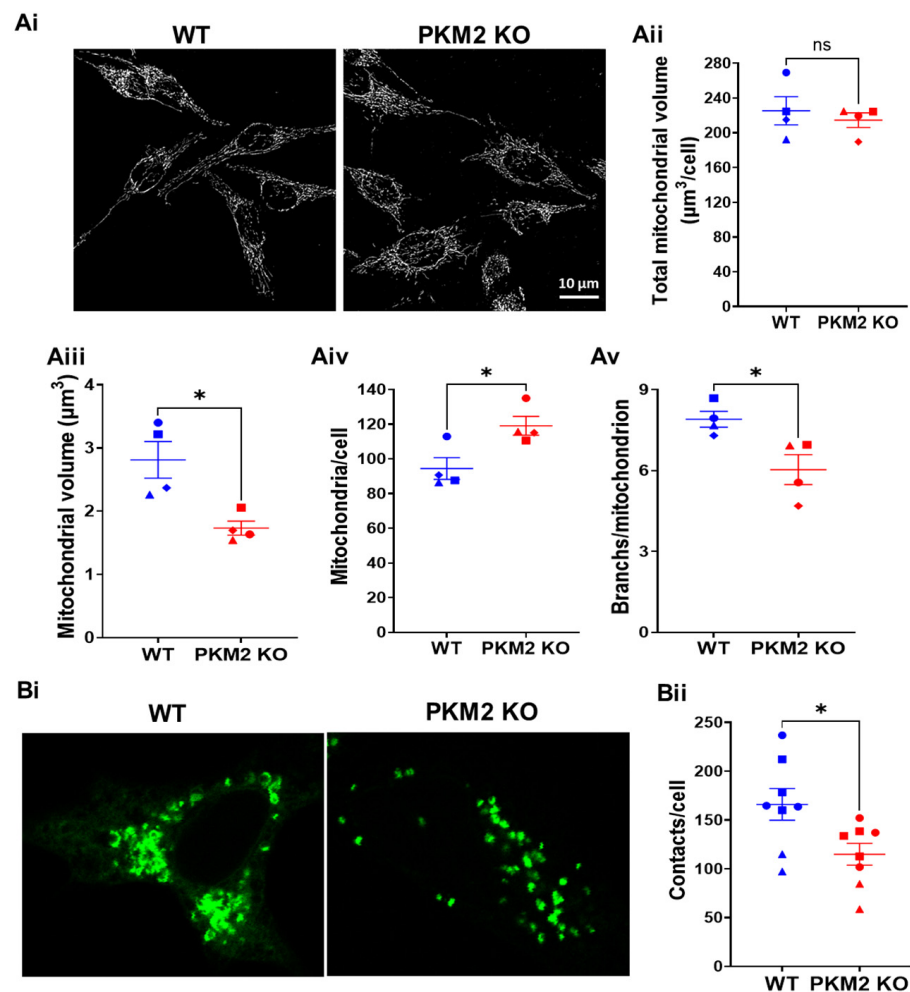 Ai
WT
PKM2 KO
10 µm
Aii
Total mitochondrial volume
(µm³/cell)
280
240
200
160
120
80
40
0
ns
WT
PKM2 KO
Aiii
Mitochondrial volume (µm³)
4
3
2
1
0
*
WT
PKM2 KO
Aiv
Mitochondria/cell
140
120
100
80
60
40
20
0
*
WT
PKM2 KO
Av
Branchs/mitochondrion
9
6
3
0
*
WT
PKM2 KO
Bi
WT
PKM2 KO
Bii
Contacts/cell
250
200
150
100
50
0
*
WT
PKM2 KO